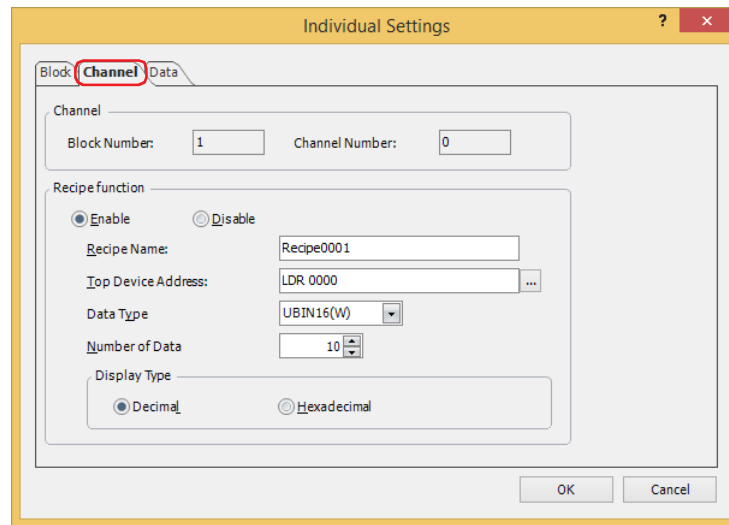 Individual Settings ? ×
Block Channel Data
Channel
Block Number: 1 Channel Number: 0
Recipe function
Enable Disable
Recipe Name: Recipe0001
Top Device Address: LDR 0000 ...
Data Type UBIN16(W)
Number of Data 10
Display Type
Decimal Hexadecimal
OK Cancel